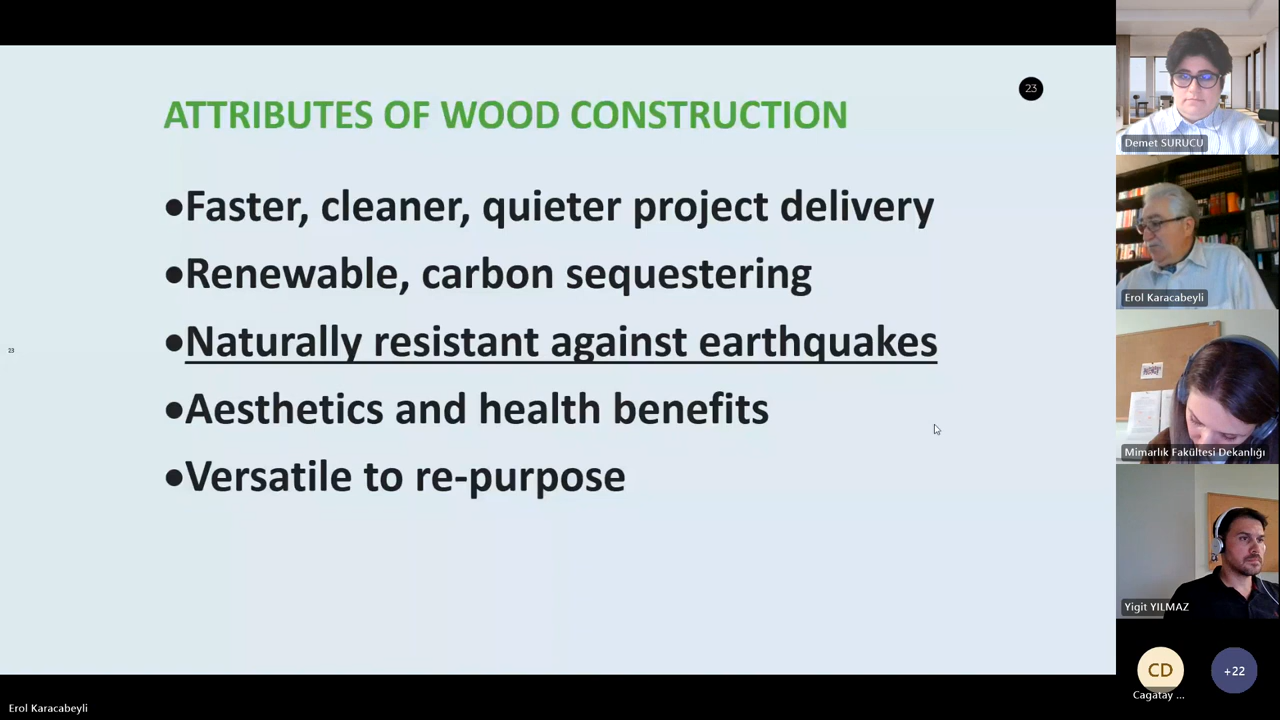 23
ATTRIBUTES OF WOOD CONSTRUCTION
•Faster, cleaner, quieter project delivery
•Renewable, carbon sequestering
•Naturally resistant against earthquakes
23
•Aesthetics and health benefits
•Versatile to re-purpose
Erol Karacabeyli
Demet SURUCU
Erol Karacabeyli
Mimarlık Fakültesi Dekanlığı
Yigit YILMAZ
CD
Cagatay ...
+22